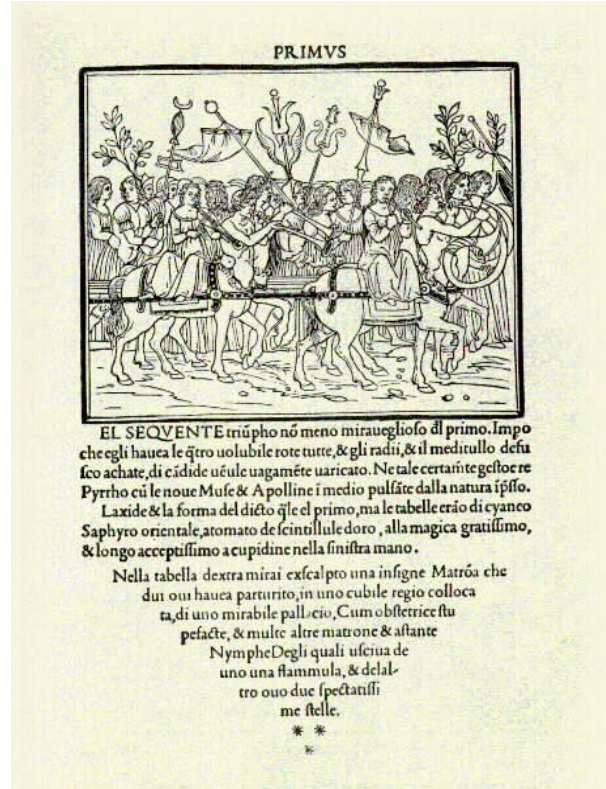 PRIMVS
EL SEQVENTE triũpho nõ meno miraueglioso dl̃ primo. Impo
che egli hauea le q̃tro uolubile rote tutte, & gli radii, & il meditullo defu
sco achate, di cãdide uẽule uagamẽte uaricato. Ne tale certam̃te gestoe re
Pyrrho cũ le noue Muse & Apolline ĩ medio pulsãte dalla natura ĩpsso.
Laxide & la forma del dicto q̃le el primo, ma le tabelle erão di cyaneo
Saphyro orientale, atomato de scintillule doro, alla magica gratissimo,
& longo acceptissimo a cupidine nella sinistra mano.
Nella tabella dextra mirai exscalpto una insigne Matrõa che
dui oui hauea parturito, in uno cubile regio colloca
ta, di uno mirabile pallacio, Cum obstetrice stu
pefacte, & multe altre matrone & astante
Nymphe Degli quali usciua de
uno una flammula, & delal-
tro ouo due spectatissi
me stelle.
* *
*